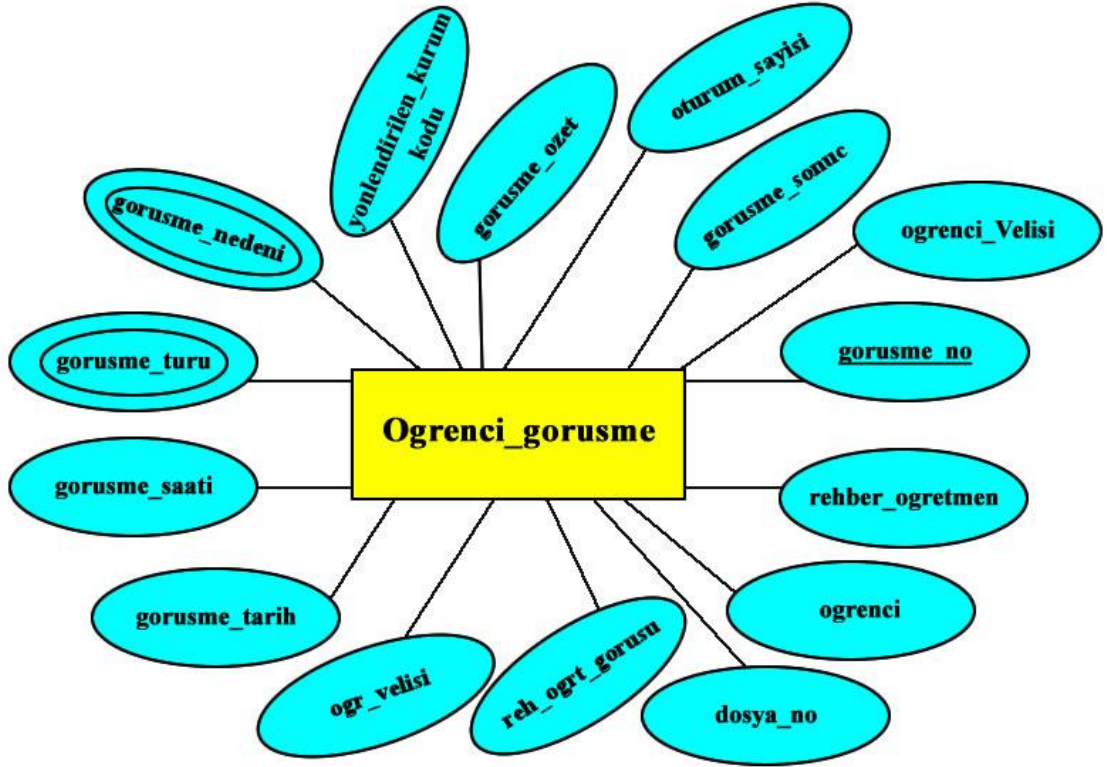 yonlendirilen_kurum
kodu
gorusme_ozet
oturum_sayisi
gorusme_sonuc
ogrenci_Velisi
gorusme_nedeni
gorusme_turu
gorusme_no
Ogrenci_gorusme
gorusme_saati
rehber_ogretmen
gorusme_tarih
ogrenci
ogr_velisi
reh_ogrt_gorusu
dosya_no